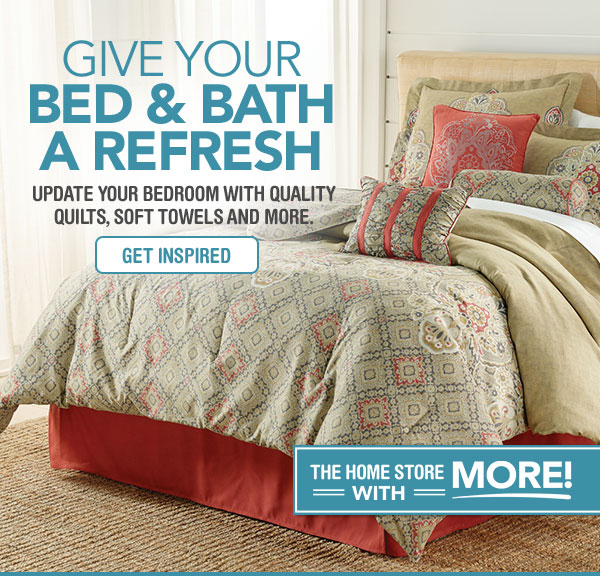 GIVE YOUR
BED & BATH
A REFRESH
UPDATE YOUR BEDROOM WITH QUALITY
QUILTS, SOFT TOWELS AND MORE.
GET INSPIRED
THE HOME STORE
WITH
MORE!